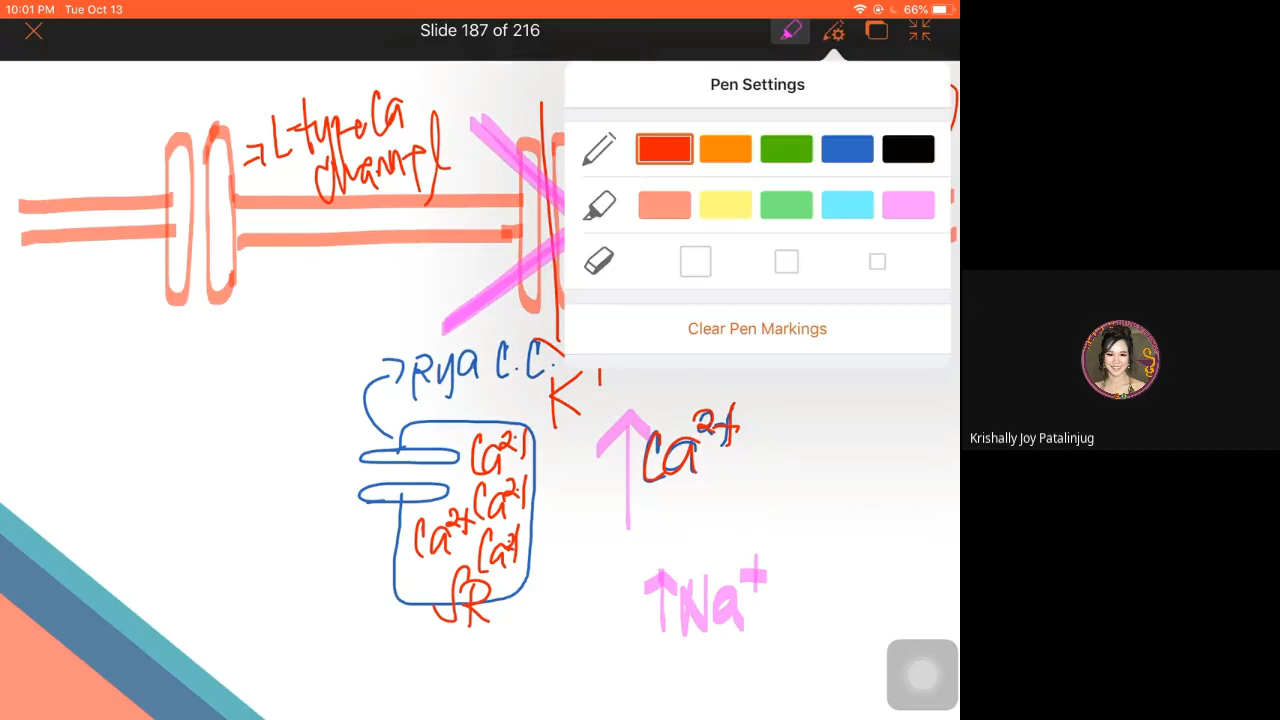 10:01 PM Tue Oct 13
66%
Slide 187 of 216
Pen Settings
Clear Pen Markings
→ L-type Ca
channel
→ Rya C.C.
K
Ca2+
Ca2+
Ca2+
Ca2+
SR
↑ Ca2+
↑Na+
Krishally Joy Patalinjug